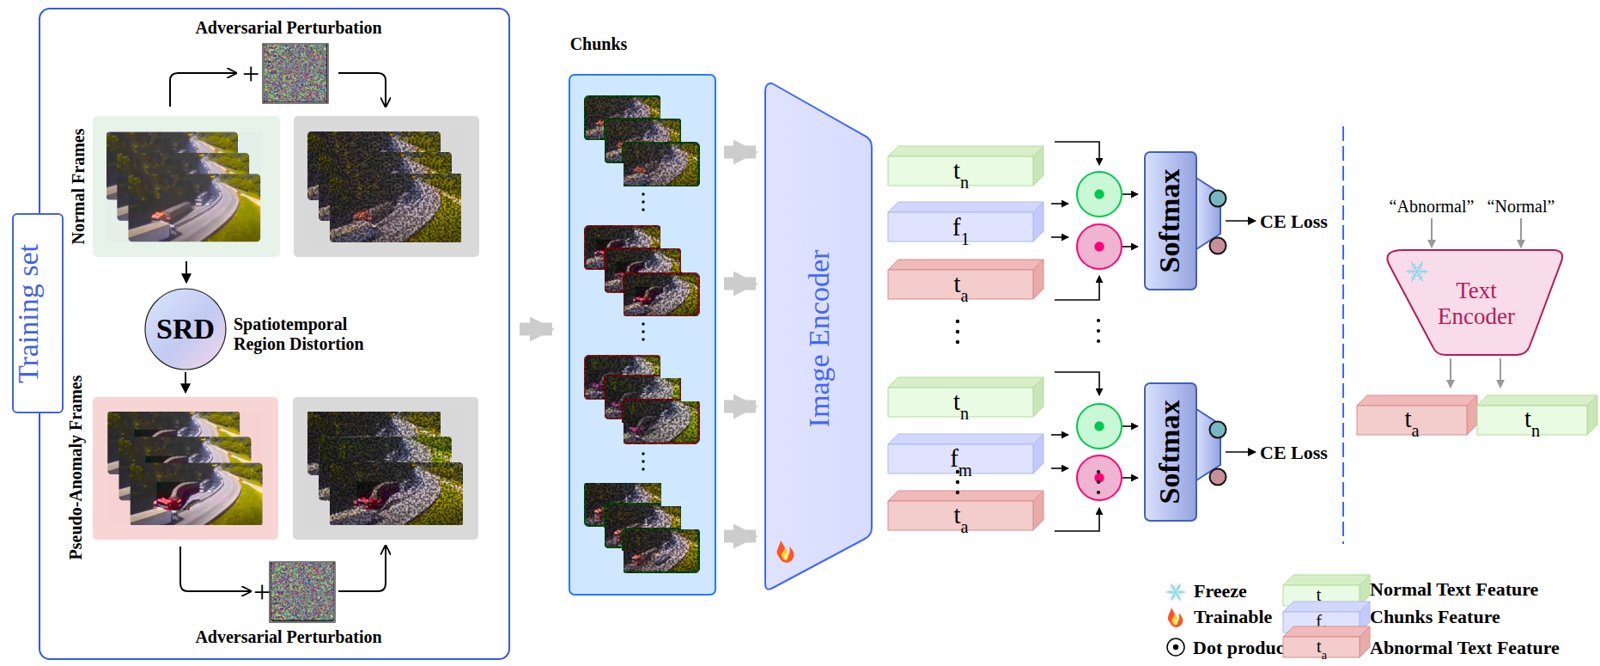 Adversarial Perturbation
+
Normal Frames
Training set
SRD
Spatiotemporal
Region Distortion
Pseudo-Anomaly Frames
+
Adversarial Perturbation
Chunks
Image Encoder
tn
f1
ta
Softmax
CE Loss
tn
fm
ta
Softmax
CE Loss
“Abnormal” “Normal”
Text
Encoder
ta
tn
Freeze
Trainable
Dot produc
t
Normal Text Feature
f
Chunks Feature
ta
Abnormal Text Feature